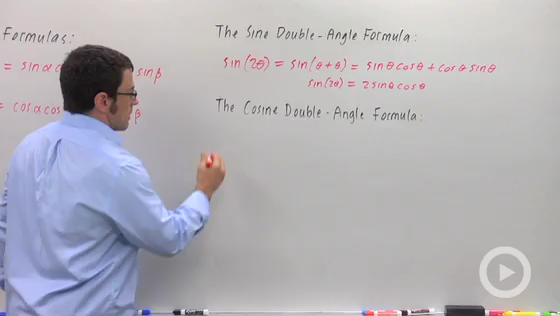 Formulas:
= sinαc sinβ
= cosαcos β
The Sine Double-Angle Formula:
sin(2θ) = sin(θ+θ) = sinθcosθ + cosθsinθ
sin(2θ) = 2sinθcosθ
The Cosine Double-Angle Formula: